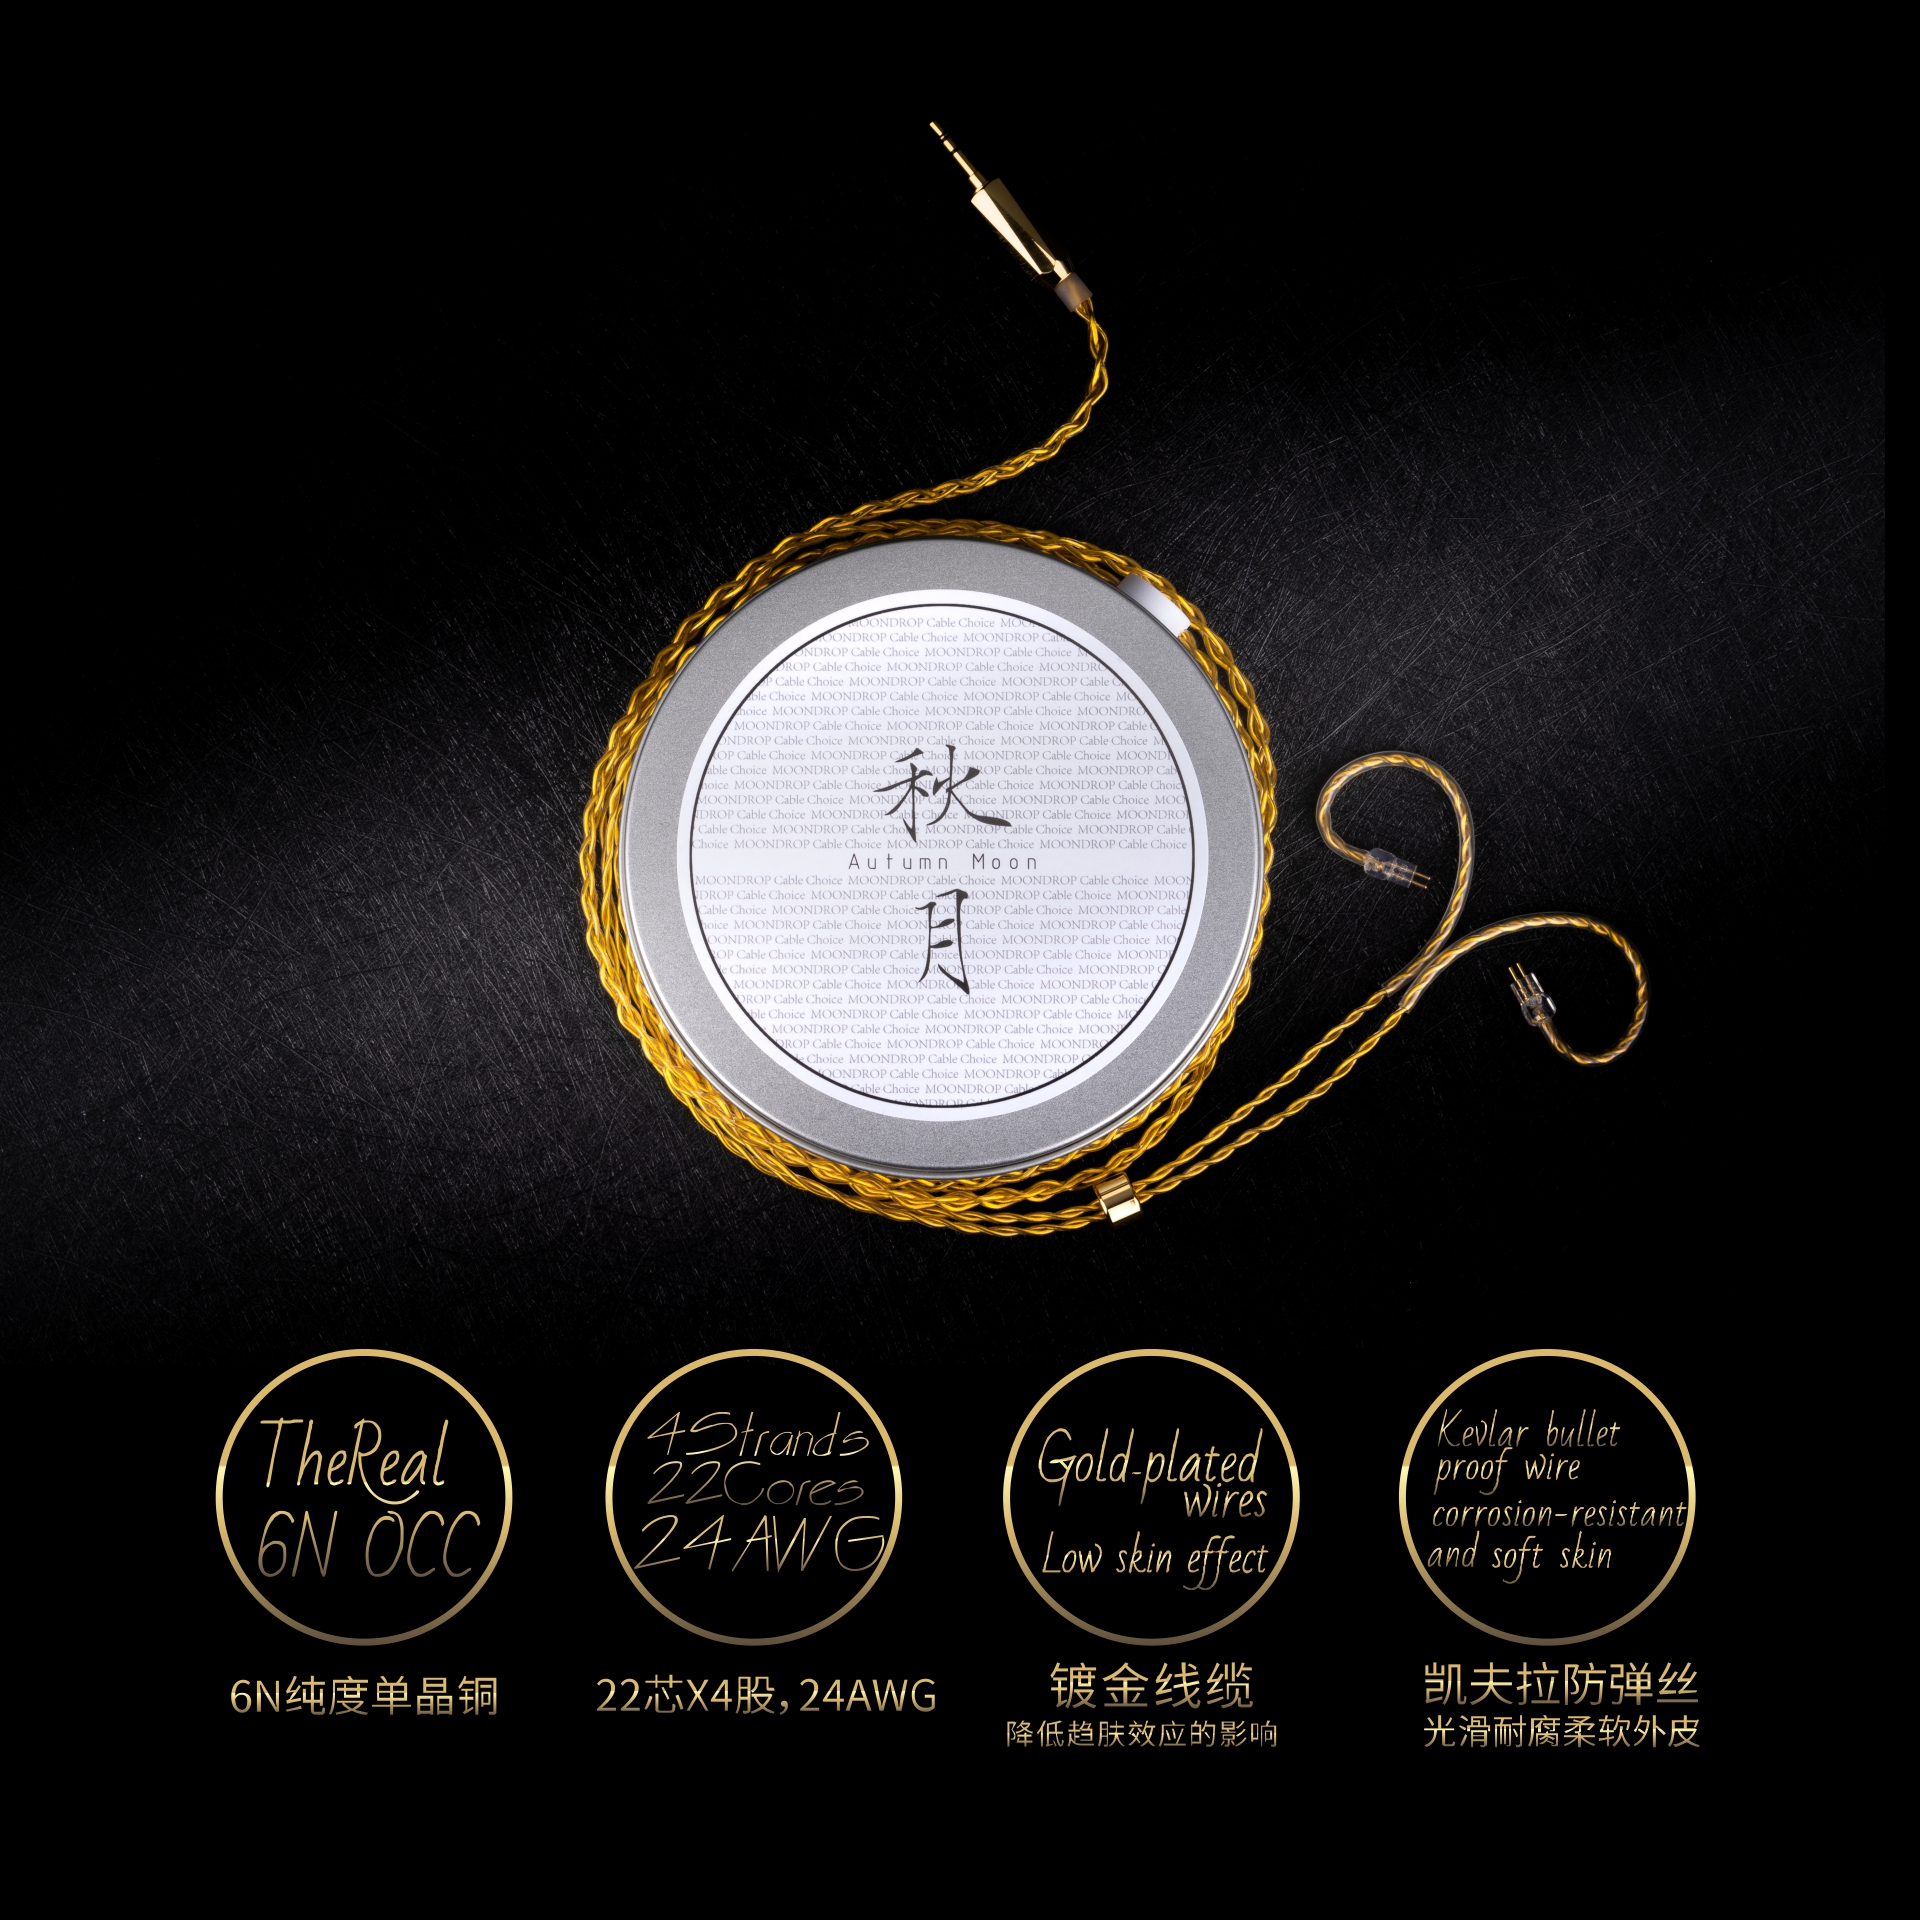 MOONDROP Cable Choice
秋
Autumn Moon
月
TheReal
6N OCC
6N纯度单晶铜
4Strands
22Cores
24AWG
22芯X4股, 24AWG
Gold-plated
wires
Low skin effect
镀金线缆
降低趋肤效应的影响
Kevlar bullet
proof wire
corrosion-resistant
and soft skin
凯夫拉防弹丝
光滑耐腐柔软外皮